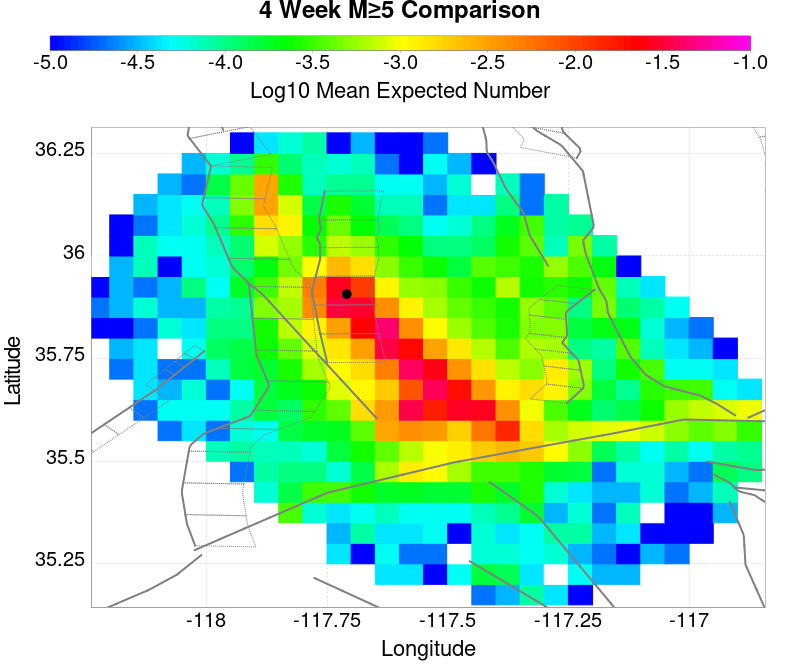 4 Week M≥5 Comparison
-5.0 -4.5 -4.0 -3.5 -3.0 -2.5 -2.0 -1.5 -1.0
Log10 Mean Expected Number
36.25
36
35.75
35.5
35.25
Latitude
-118 -117.75 -117.5 -117.25 -117
Longitude